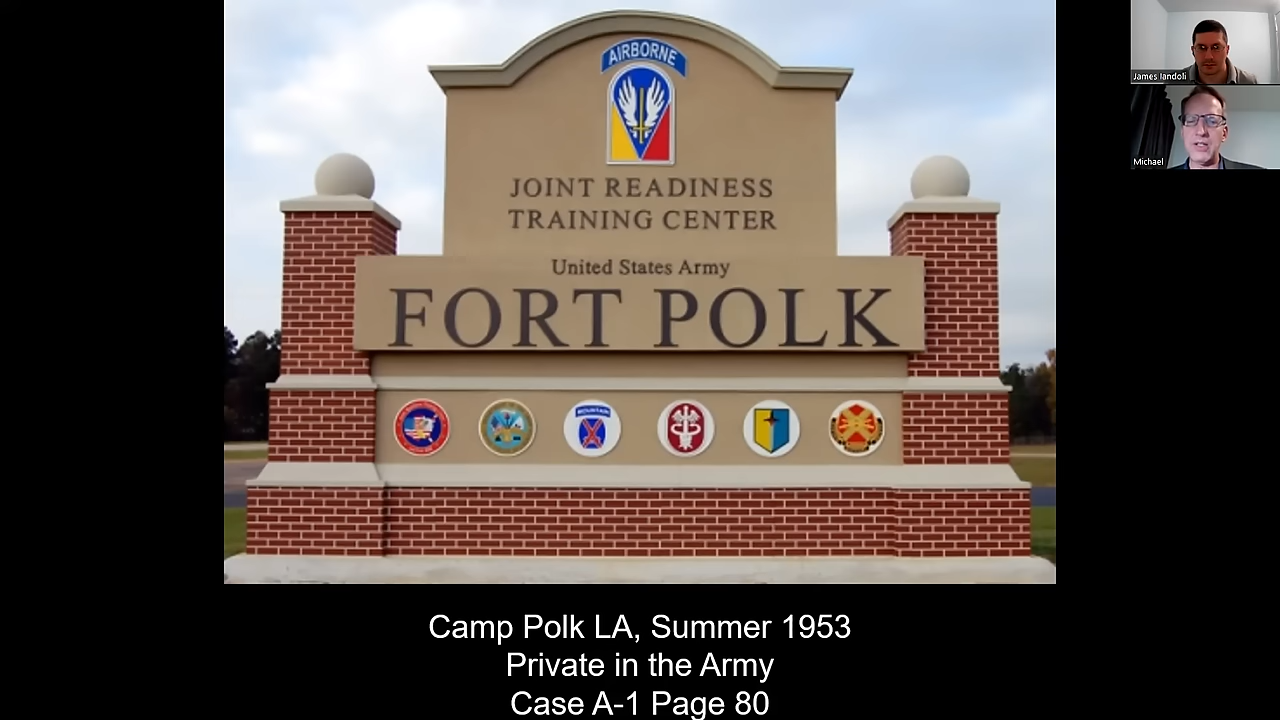 AIRBORNE
JOINT READINESS
TRAINING CENTER
United States Army
FORT POLK
MOUNTAIN
Camp Polk LA, Summer 1953
Private in the Army
Case A-1 Page 80
James Iandoli
Michael